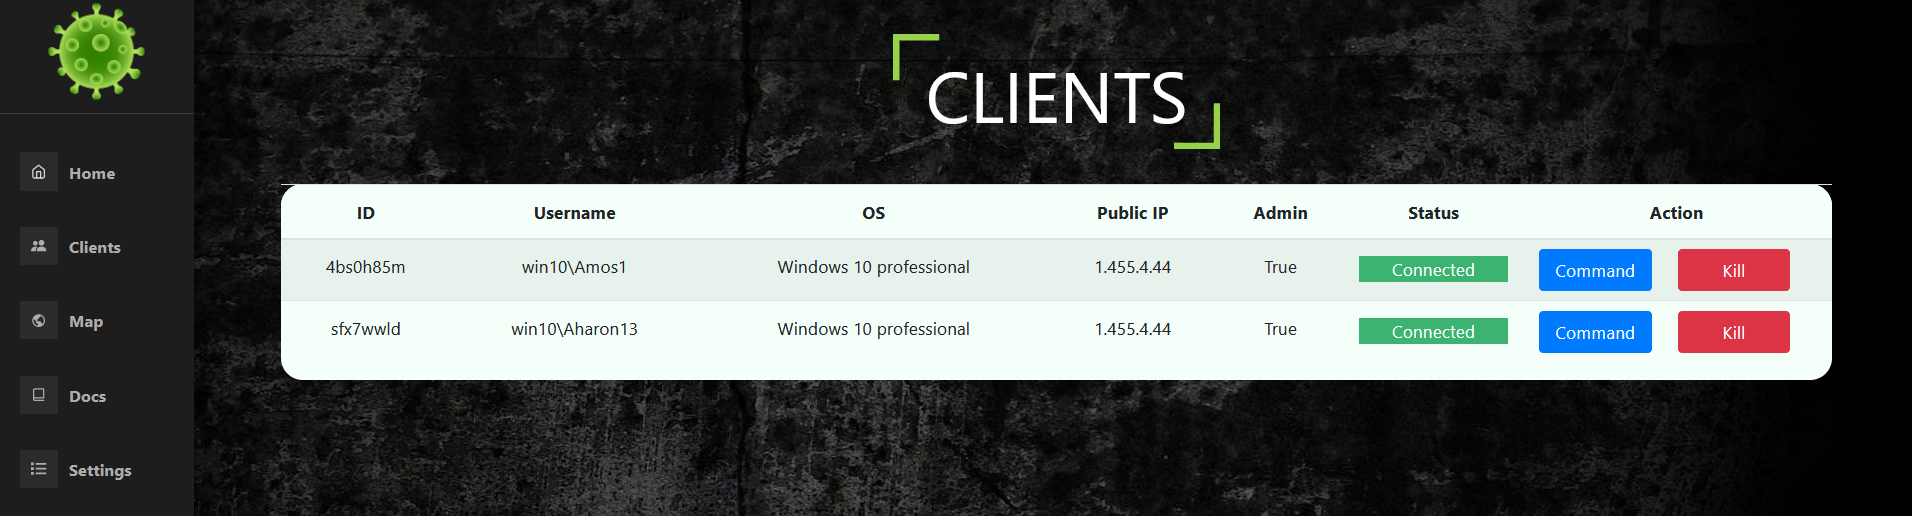 CLIENTS
Home
Clients
Map
Docs
Settings
ID Username OS Public IP Admin Status Action
4bs0h85m win10\Amos1 Windows 10 professional 1.455.4.44 True Connected Command Kill
sfx7wwld win10\Aharon13 Windows 10 professional 1.455.4.44 True Connected Command Kill